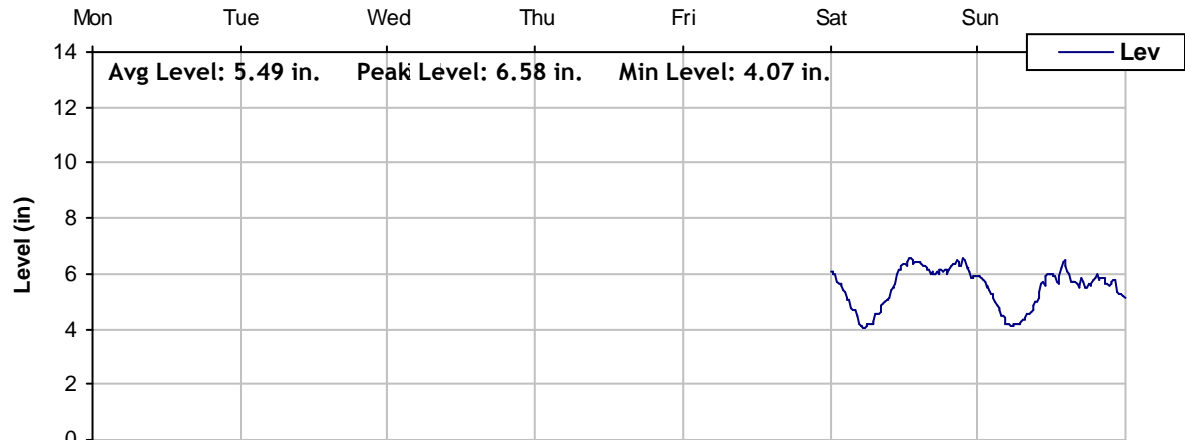 Mon Tue Wed Thu Fri Sat Sun
Lev
Avg Level: 5.49 in. Peak Level: 6.58 in. Min Level: 4.07 in.
Level (in)
14
12
10
8
6
4
2
0